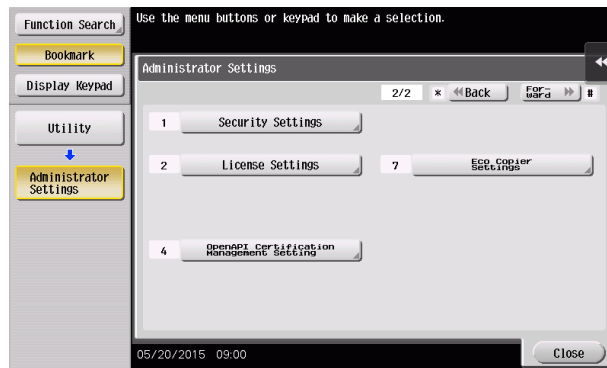 Function Search
Use the menu buttons or keypad to make a selection.
Bookmark
Administrator Settings
Display Keypad
2/2 * Back For-
ward #
Utility
1 Security Settings
2 License Settings
7 Eco Copier
Settings
Administrator
Settings
4 OpenAPI Certification
Management Setting
05/20/2015 09:00
Close